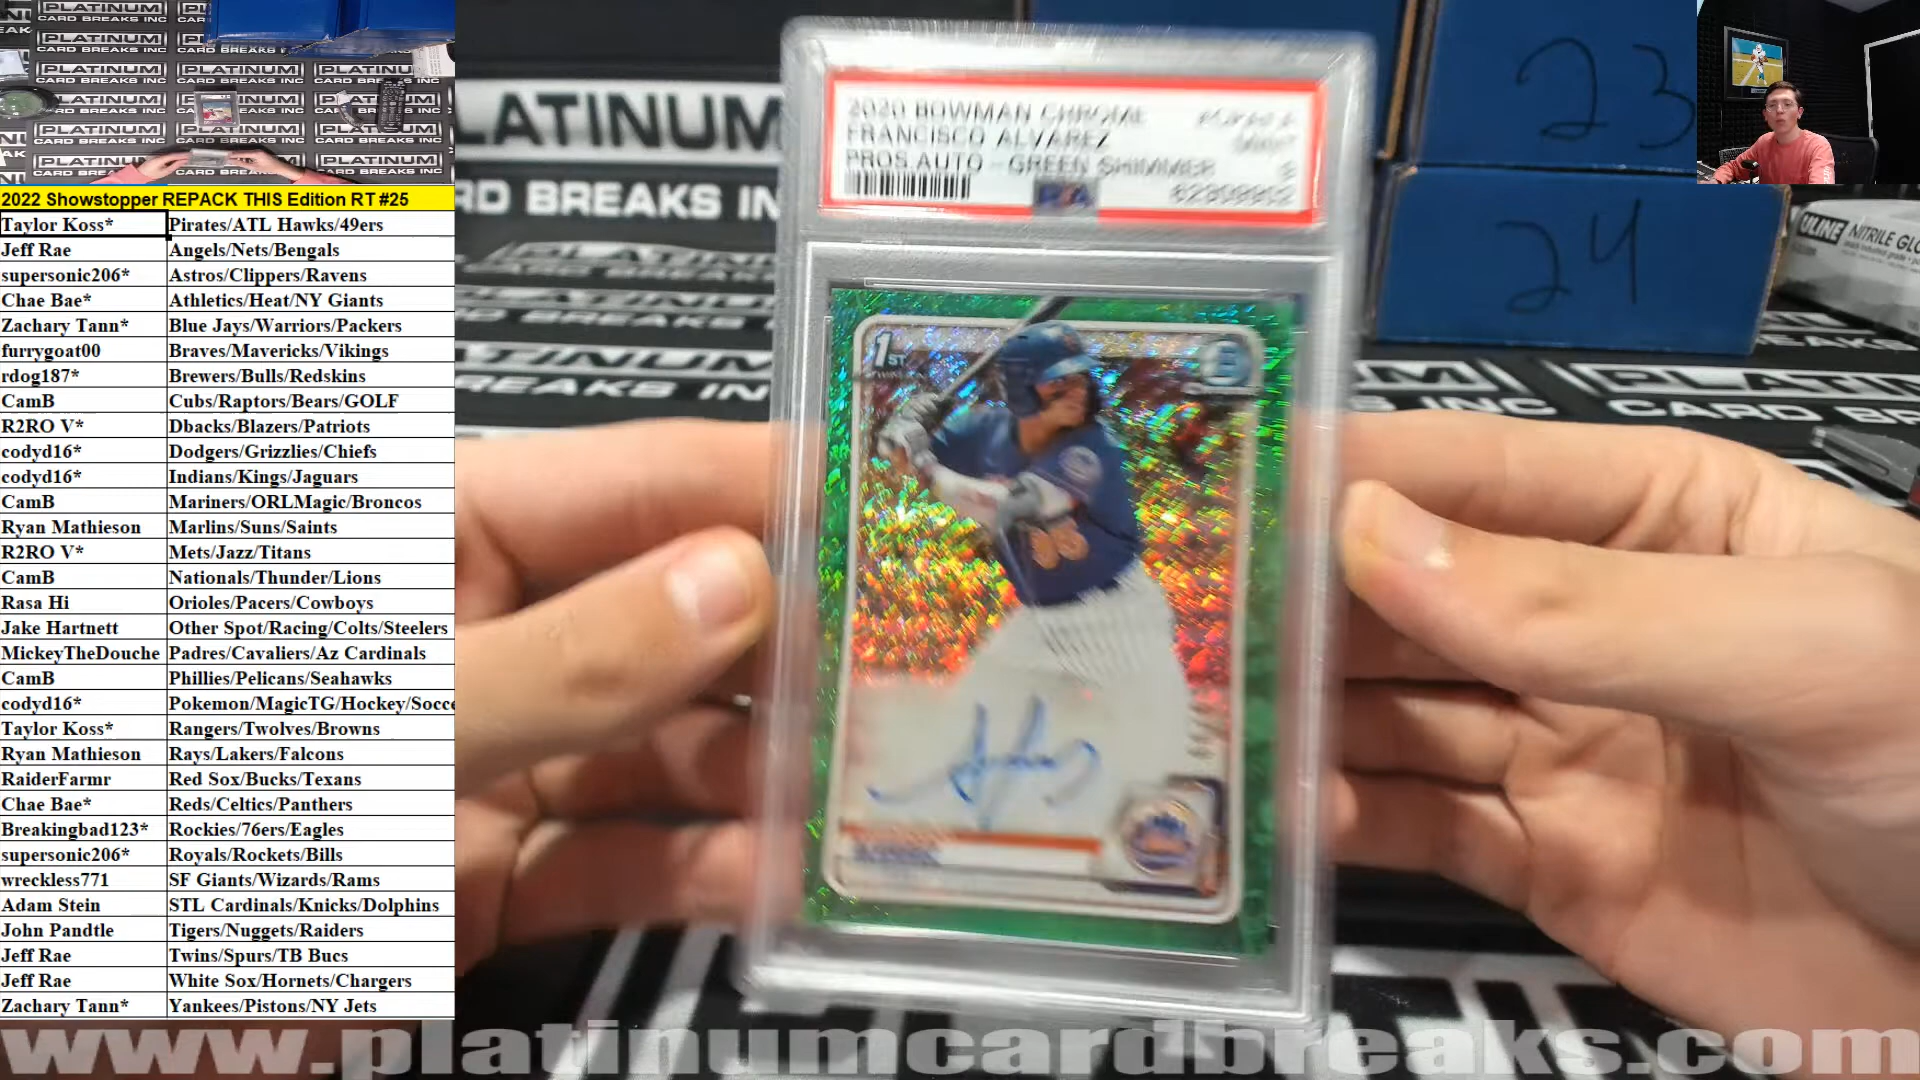 PLATINUM
CARD BREAKS INC
2022 Showstopper REPACK THIS Edition RT #25
Taylor Koss* Pirates/ATL Hawks/49ers
Jeff Rae Angels/Nets/Bengals
supersonic206* Astros/Clippers/Ravens
Chae Bae* Athletics/Heat/NY Giants
Zachary Tann* Blue Jays/Warriors/Packers
furrygoat00 Braves/Mavericks/Vikings
rdog187* Brewers/Bulls/Redskins
CamB Cubs/Raptors/Bears/GOLF
R2RO V* Dbacks/Blazers/Patriots
codyd16* Dodgers/Grizzlies/Chiefs
codyd16* Indians/Kings/Jaguars
CamB Mariners/ORLMagic/Broncos
Ryan Mathieson Marlins/Suns/Saints
R2RO V* Mets/Jazz/Titans
CamB Nationals/Thunder/Lions
Rasa Hi Orioles/Pacers/Cowboys
Jake Hartnett Other Spot/Racing/Colts/Steelers
MickeyTheDouche Padres/Cavaliers/Az Cardinals
CamB Phillies/Pelicans/Seahawks
codyd16* Pokemon/MagicTG/Hockey/Socce
Taylor Koss* Rangers/Twolves/Browns
Ryan Mathieson Rays/Lakers/Falcons
RaiderFarmr Red Sox/Bucks/Texans
Chae Bae* Reds/Celtics/Panthers
Breakingbad123* Rockies/76ers/Eagles
supersonic206* Royals/Rockets/Bills
wreckless771 SF Giants/Wizards/Rams
Adam Stein STL Cardinals/Knicks/Dolphins
John Pandtle Tigers/Nuggets/Raiders
Jeff Rae Twins/Spurs/TB Bucs
Jeff Rae White Sox/Hornets/Chargers
Zachary Tann* Yankees/Pistons/NY Jets
2020 BOWMAN CHROME
FRANCISCO ALVAREZ
PROS.AUTO - GREEN SHIMMER
PSA
1ST
23
24
ULINE NITRILE GLO
www.platinumcardbreaks.com